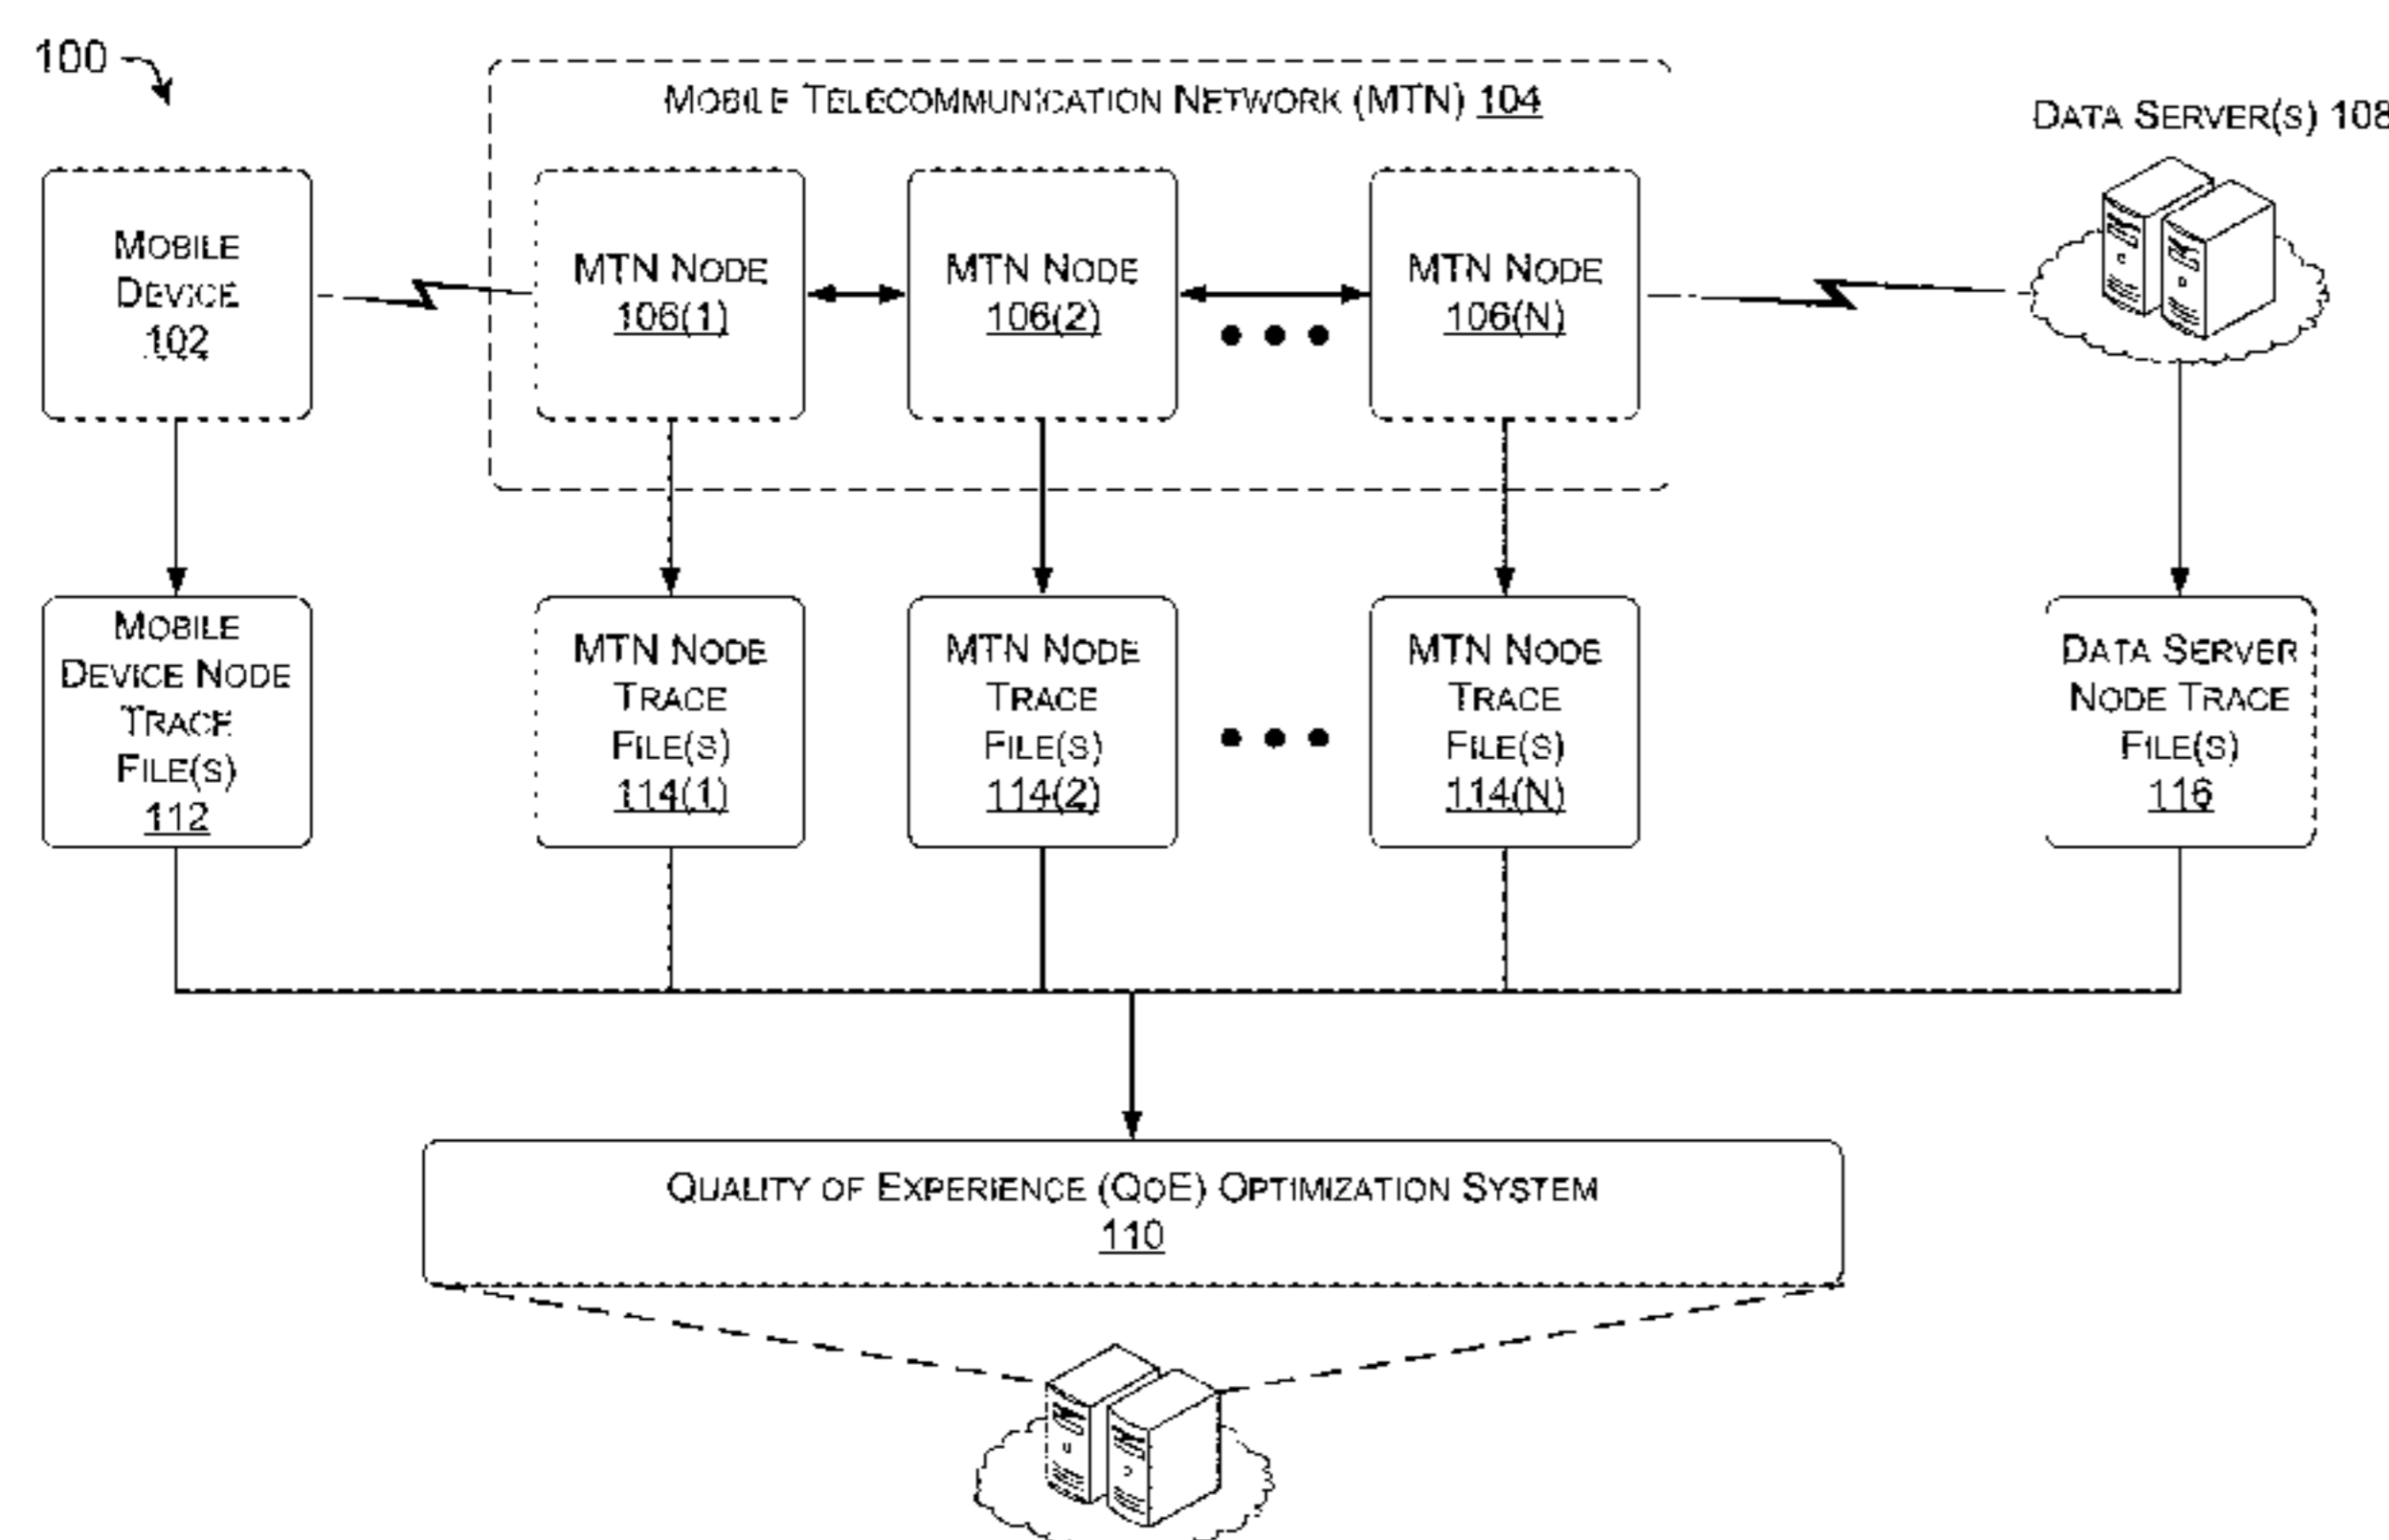 100
MOBILE TELECOMMUNICATION NETWORK (MTN) 104
DATA SERVER(S) 108
MOBILE
DEVICE
102
MTN NODE
106(1)
MTN NODE
106(2)
MTN NODE
106(N)
MOBILE
DEVICE NODE
TRACE
FILE(S)
112
MTN NODE
TRACE
FILE(S)
114(1)
MTN NODE
TRACE
FILE(S)
114(2)
MTN NODE
TRACE
FILE(S)
114(N)
DATA SERVER
NODE TRACE
FILE(S)
116
QUALITY OF EXPERIENCE (QOE) OPTIMIZATION SYSTEM
110